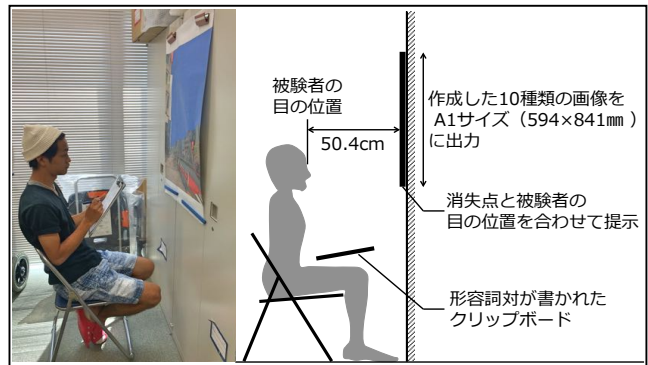 被験者の
目の位置
50.4cm
作成した10種類の画像を
A1サイズ（594×841㎜ ）
に出力
消失点と被験者の
目の位置を合わせて提示
形容詞対が書かれた
クリップボード